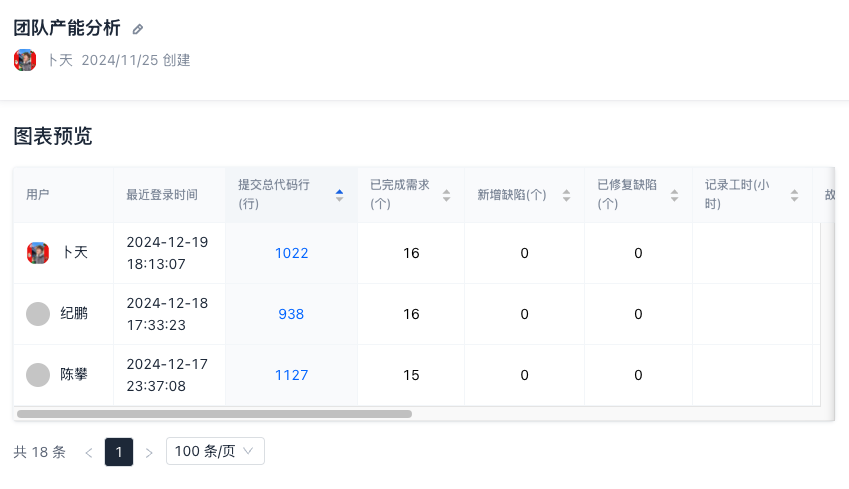 团队产能分析
卜天 2024/11/25 创建
图表预览
用户 最近登录时间 提交总代码行(行) 已完成需求(个) 新增缺陷(个) 已修复缺陷(个) 记录工时(小时) 故
卜天 2024-12-19 18:13:07 1022 16 0 0
纪鹏 2024-12-18 17:33:23 938 16 0 0
陈攀 2024-12-17 23:37:08 1127 15 0 0
共 18 条 < 1 > 100 条/页